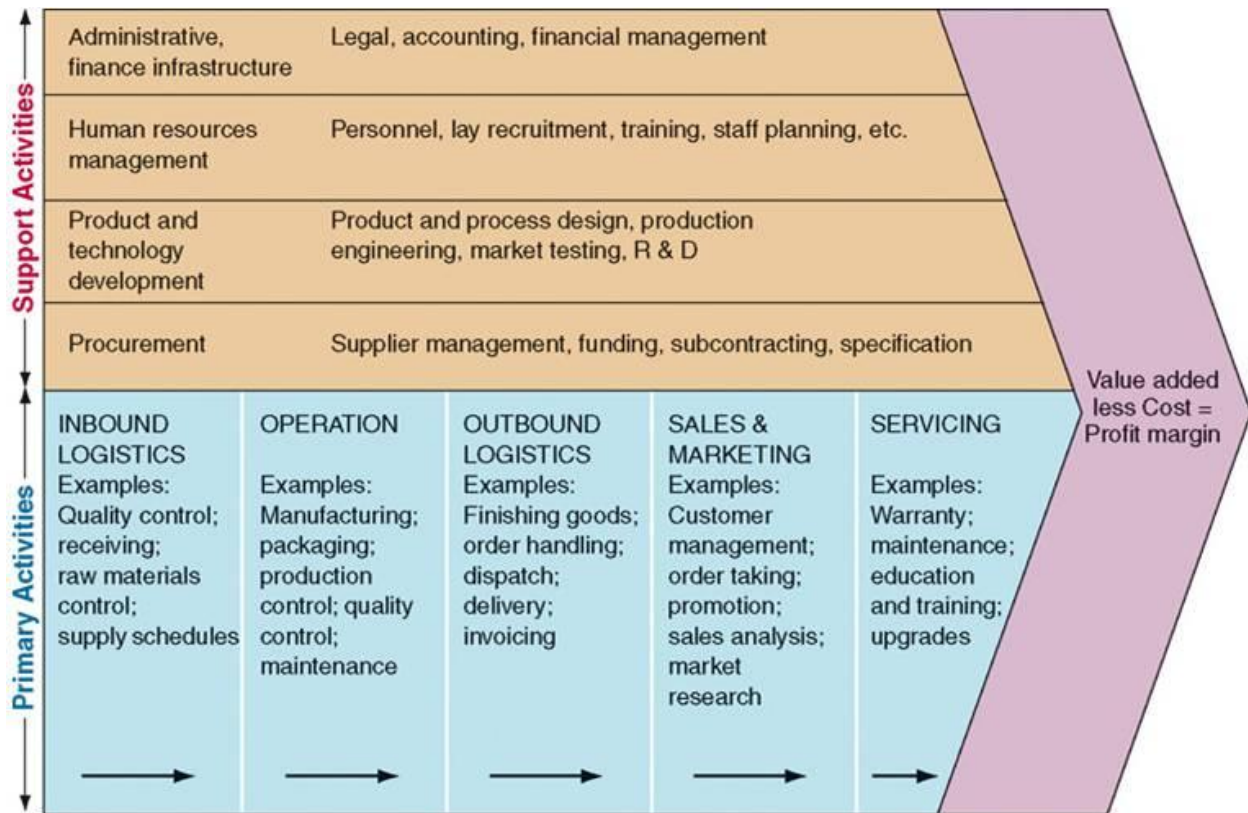 Support Activities
Administrative,
finance infrastructure
Legal, accounting, financial management
Human resources
management
Personnel, lay recruitment, training, staff planning, etc.
Product and
technology
development
Product and process design, production
engineering, market testing, R & D
Procurement
Supplier management, funding, subcontracting, specification
Primary Activities
INBOUND
LOGISTICS
Examples:
Quality control;
receiving;
raw materials
control;
supply schedules
OPERATION
Examples:
Manufacturing;
packaging;
production
control; quality
control;
maintenance
OUTBOUND
LOGISTICS
Examples:
Finishing goods;
order handling;
dispatch;
delivery;
invoicing
SALES &
MARKETING
Examples:
Customer
management;
order taking;
promotion;
sales analysis;
market
research
SERVICING
Examples:
Warranty;
maintenance;
education
and training;
upgrades
Value added
less Cost =
Profit margin